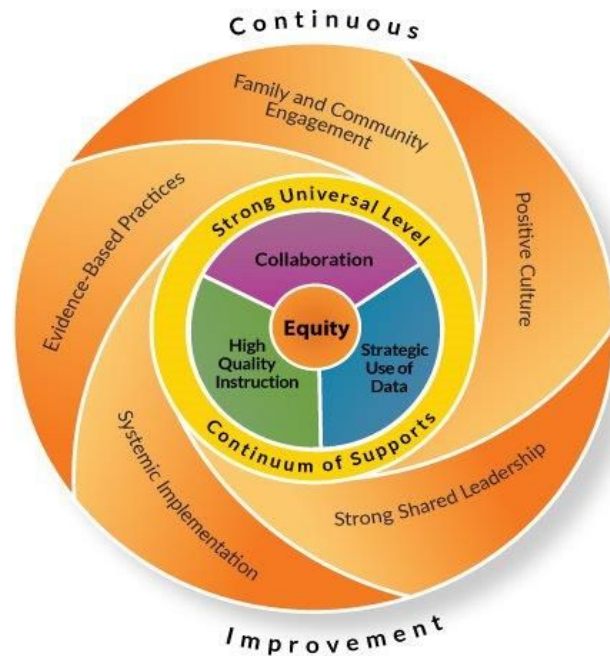 Continuous
Family and Community
Engagement
Positive Culture
Strong Shared Leadership
Systemic Implementation
Evidence-Based Practices
Strong Universal Level
Continuum of Supports
Collaboration
Equity
High
Quality
Instruction
Strategic
Use of
Data
Improvement